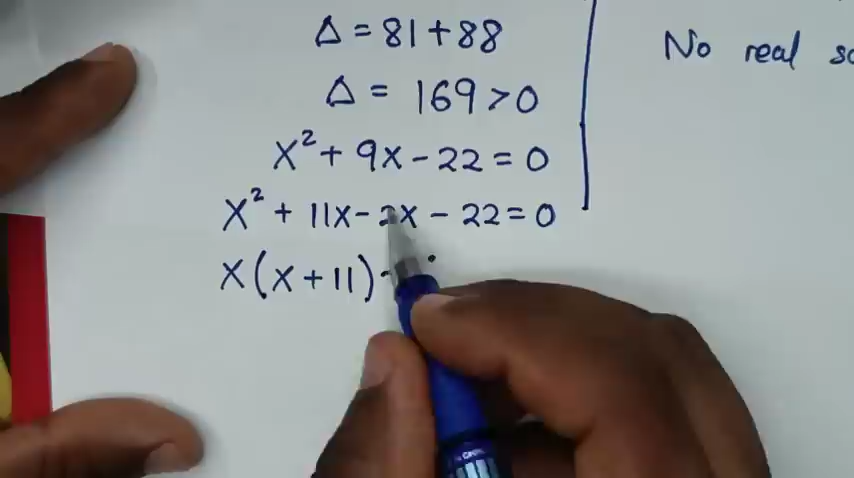 Δ = 81 + 88
Δ = 169 > 0
x² + 9x - 22 = 0
x² + 11x - 2x - 22 = 0
x(x + 11) -
No real